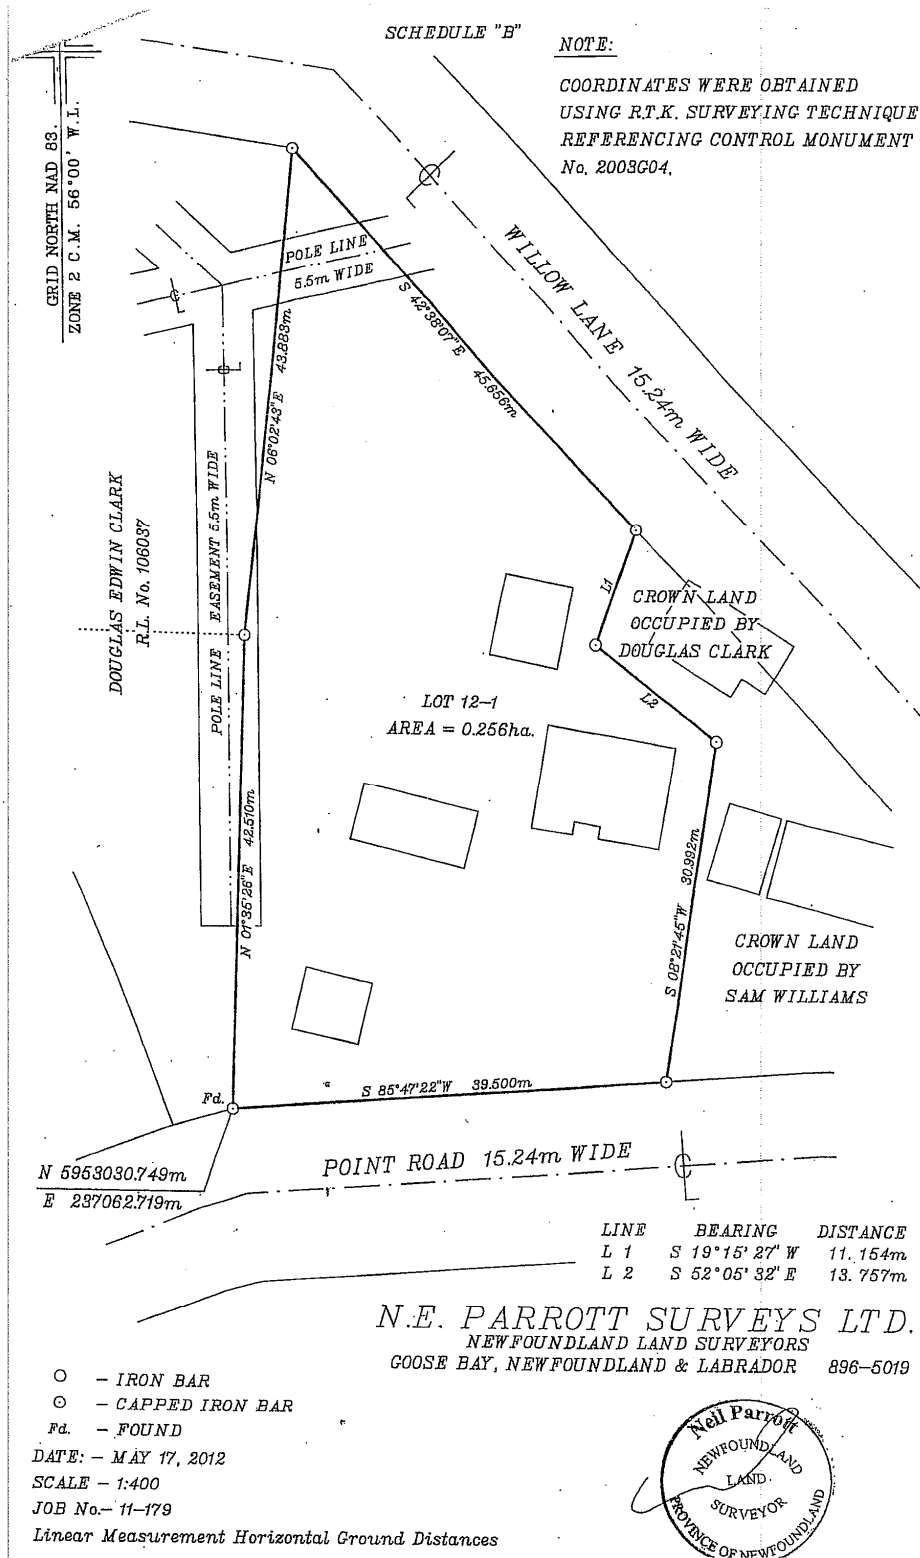 SCHEDULE "B"
NOTE:
COORDINATES WERE OBTAINED
USING R.T.K. SURVEYING TECHNIQUE
REFERENCING CONTROL MONUMENT
No. 2003G04,
GRID NORTH NAD 83.
ZONE 2 C.M. 56°00' W.L.
POLE LINE
5.5m WIDE
WILLOW LANE 15.24m WIDE
S 42°38'07"E 45.656m
N 06°02'43"E 43.883m
DOUGLAS EDWIN CLARK
R.L. No. 106037
POLE LINE EASEMENT 5.5m WIDE
L1
CROWN LAND
OCCUPIED BY
DOUGLAS CLARK
L2
LOT 12-1
AREA = 0.256ha.
N 01°35'26"E 42.510m
S 08°21'45"W 30.992m
CROWN LAND
OCCUPIED BY
SAM WILLIAMS
Fd.
S 85°47'22"W 39.500m
N 5953030.749m
E 237062.719m
POINT ROAD 15.24m WIDE
LINE BEARING DISTANCE
L 1 S 19°15'27" W 11.154m
L 2 S 52°05'32" E 13.757m
N.E. PARROTT SURVEYS LTD.
NEWFOUNDLAND LAND SURVEYORS
GOOSE BAY, NEWFOUNDLAND & LABRADOR 896-5019
- IRON BAR
- CAPPED IRON BAR
Fd. - FOUND
DATE: - MAY 17, 2012
SCALE - 1:400
JOB No.- 11-179
Linear Measurement Horizontal Ground Distances
Neil Parrott
NEWFOUNDLAND
LAND
SURVEYOR
PROVINCE OF NEWFOUNDLAND